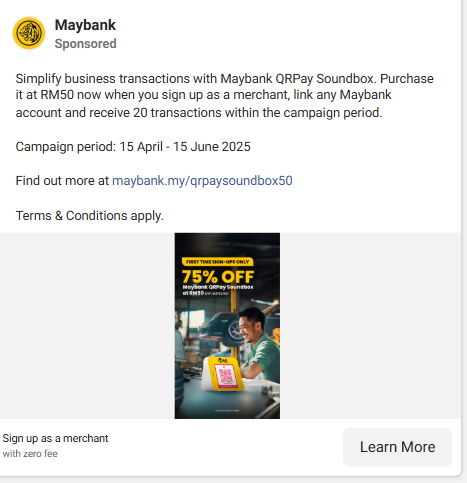 Maybank
Sponsored
Simplify business transactions with Maybank QRPay Soundbox. Purchase
it at RM50 now when you sign up as a merchant, link any Maybank
account and receive 20 transactions within the campaign period.
Campaign period: 15 April - 15 June 2025
Find out more at maybank.my/qrpaysoundbox50
Terms & Conditions apply.
FIRST TIME SIGN-UPS ONLY
75% OFF
Maybank QRPay Soundbox
at RM50
Sign up as a merchant
with zero fee
Learn More